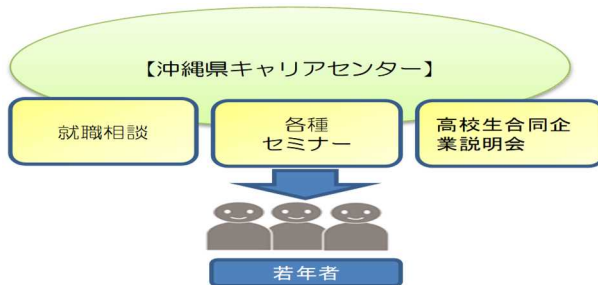 【沖縄県キャリアセンター】
就職相談
各種
セミナー
高校生合同企
業説明会
若年者